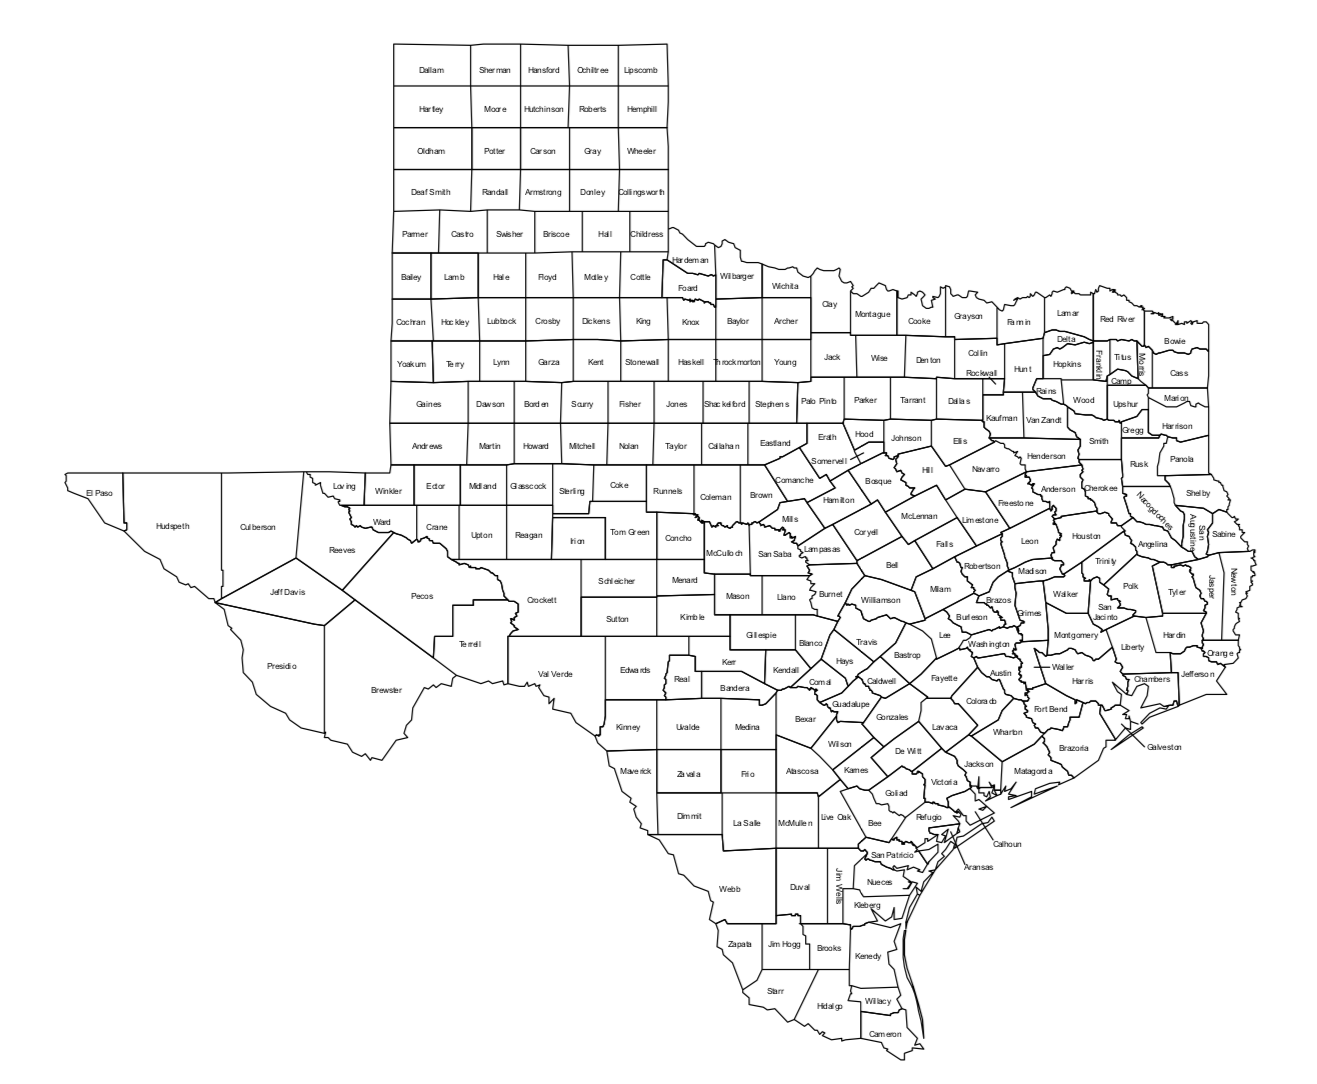 Dallam Sherman Hansford Ochiltree Lipscomb
Hartley Moore Hutchinson Roberts Hemphill
Oldham Potter Carson Gray Wheeler
Deaf Smith Randall Armstrong Donley Collingsworth
Parmer Castro Swisher Briscoe Hall Childress
Hardeman
Bailey Lamb Hale Floyd Motley Cottle Foard Wilbarger Wichita
Clay Montague Cooke Grayson Fannin Lamar Red River Bowie
Cochran Hockley Lubbock Crosby Dickens King Knox Baylor Archer
Delta
Yoakum Terry Lynn Garza Kent Stonewall Haskell Throckmorton Young Jack Wise Denton Collin Rockwall Hunt Hopkins Franklin Titus Morris Cass
Camp
Gaines Dawson Borden Scurry Fisher Jones Shackelford Stephens Palo Pinto Parker Tarrant Dallas Rains Wood Upshur Marion
Kaufman Van Zandt Gregg Harrison
Andrews Martin Howard Mitchell Nolan Taylor Callahan Eastland Erath Hood Johnson Ellis Smith
Somervell Henderson Rusk Panola
El Paso Hudspeth Culberson Loving Winkler Ector Midland Glasscock Sterling Coke Runnels Coleman Brown Comanche Hamilton Bosque Hill Navarro Anderson Cherokee Nacogdoches Shelby
Freestone
Ward Crane Upton Reagan Irion Tom Green Concho Mills Coryell McLennan Limestone San Augustine Sabine
Reeves McCulloch San Saba Lampasas Bell Falls Leon Houston Angelina
Jeff Davis Pecos Crockett Schleicher Menard Mason Llano Burnet Williamson Milam Robertson Madison Trinity Polk Tyler Jasper Newton
Brazos Walker
San Jacinto
Sutton Kimble Burleson Grimes
Gillespie Blanco Travis Lee Washington Montgomery Liberty Hardin
Terrell Bastrop Orange
Presidio Brewster Val Verde Edwards Real Kerr Kendall Hays Caldwell Fayette Austin Waller Harris Chambers Jefferson
Bandera Comal
Guadalupe Colorado Fort Bend
Kinney Uvalde Medina Bexar Gonzales Lavaca Wharton
Wilson De Witt Brazoria Galveston
Maverick Zavala Frio Atascosa Karnes Jackson Matagorda
Goliad Victoria
Dimmit La Salle McMullen Live Oak Bee Refugio
Calhoun
San Patricio Aransas
Webb Duval Jim Wells Nueces
Kleberg
Zapata Jim Hogg Brooks Kenedy
Starr Hidalgo Willacy
Cameron